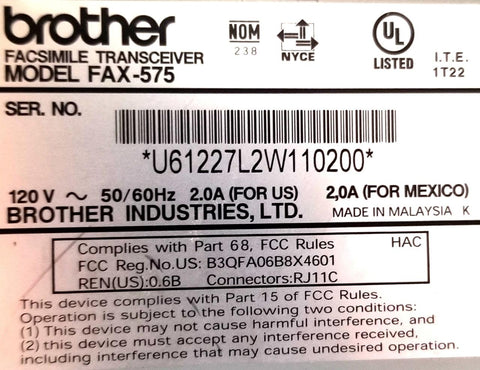 brother
FACSIMILE TRANSCEIVER
MODEL FAX-575
NOM
238
NYCE
UL
LISTED
I.T.E.
1T22
SER. NO.
*U61227L2W110200*
120 V ~ 50/60Hz 2.0A (FOR US) 2,0A (FOR MEXICO)
BROTHER INDUSTRIES, LTD. MADE IN MALAYSIA K
Complies with Part 68, FCC Rules HAC
FCC Reg.No.US: B3QFA06B8X4601
REN(US):0.6B Connectors:RJ11C
This device complies with Part 15 of FCC Rules.
Operation is subject to the following two conditions:
(1) This device may not cause harmful interference, and
(2) this device must accept any interference received,
including interference that may cause undesired operation.